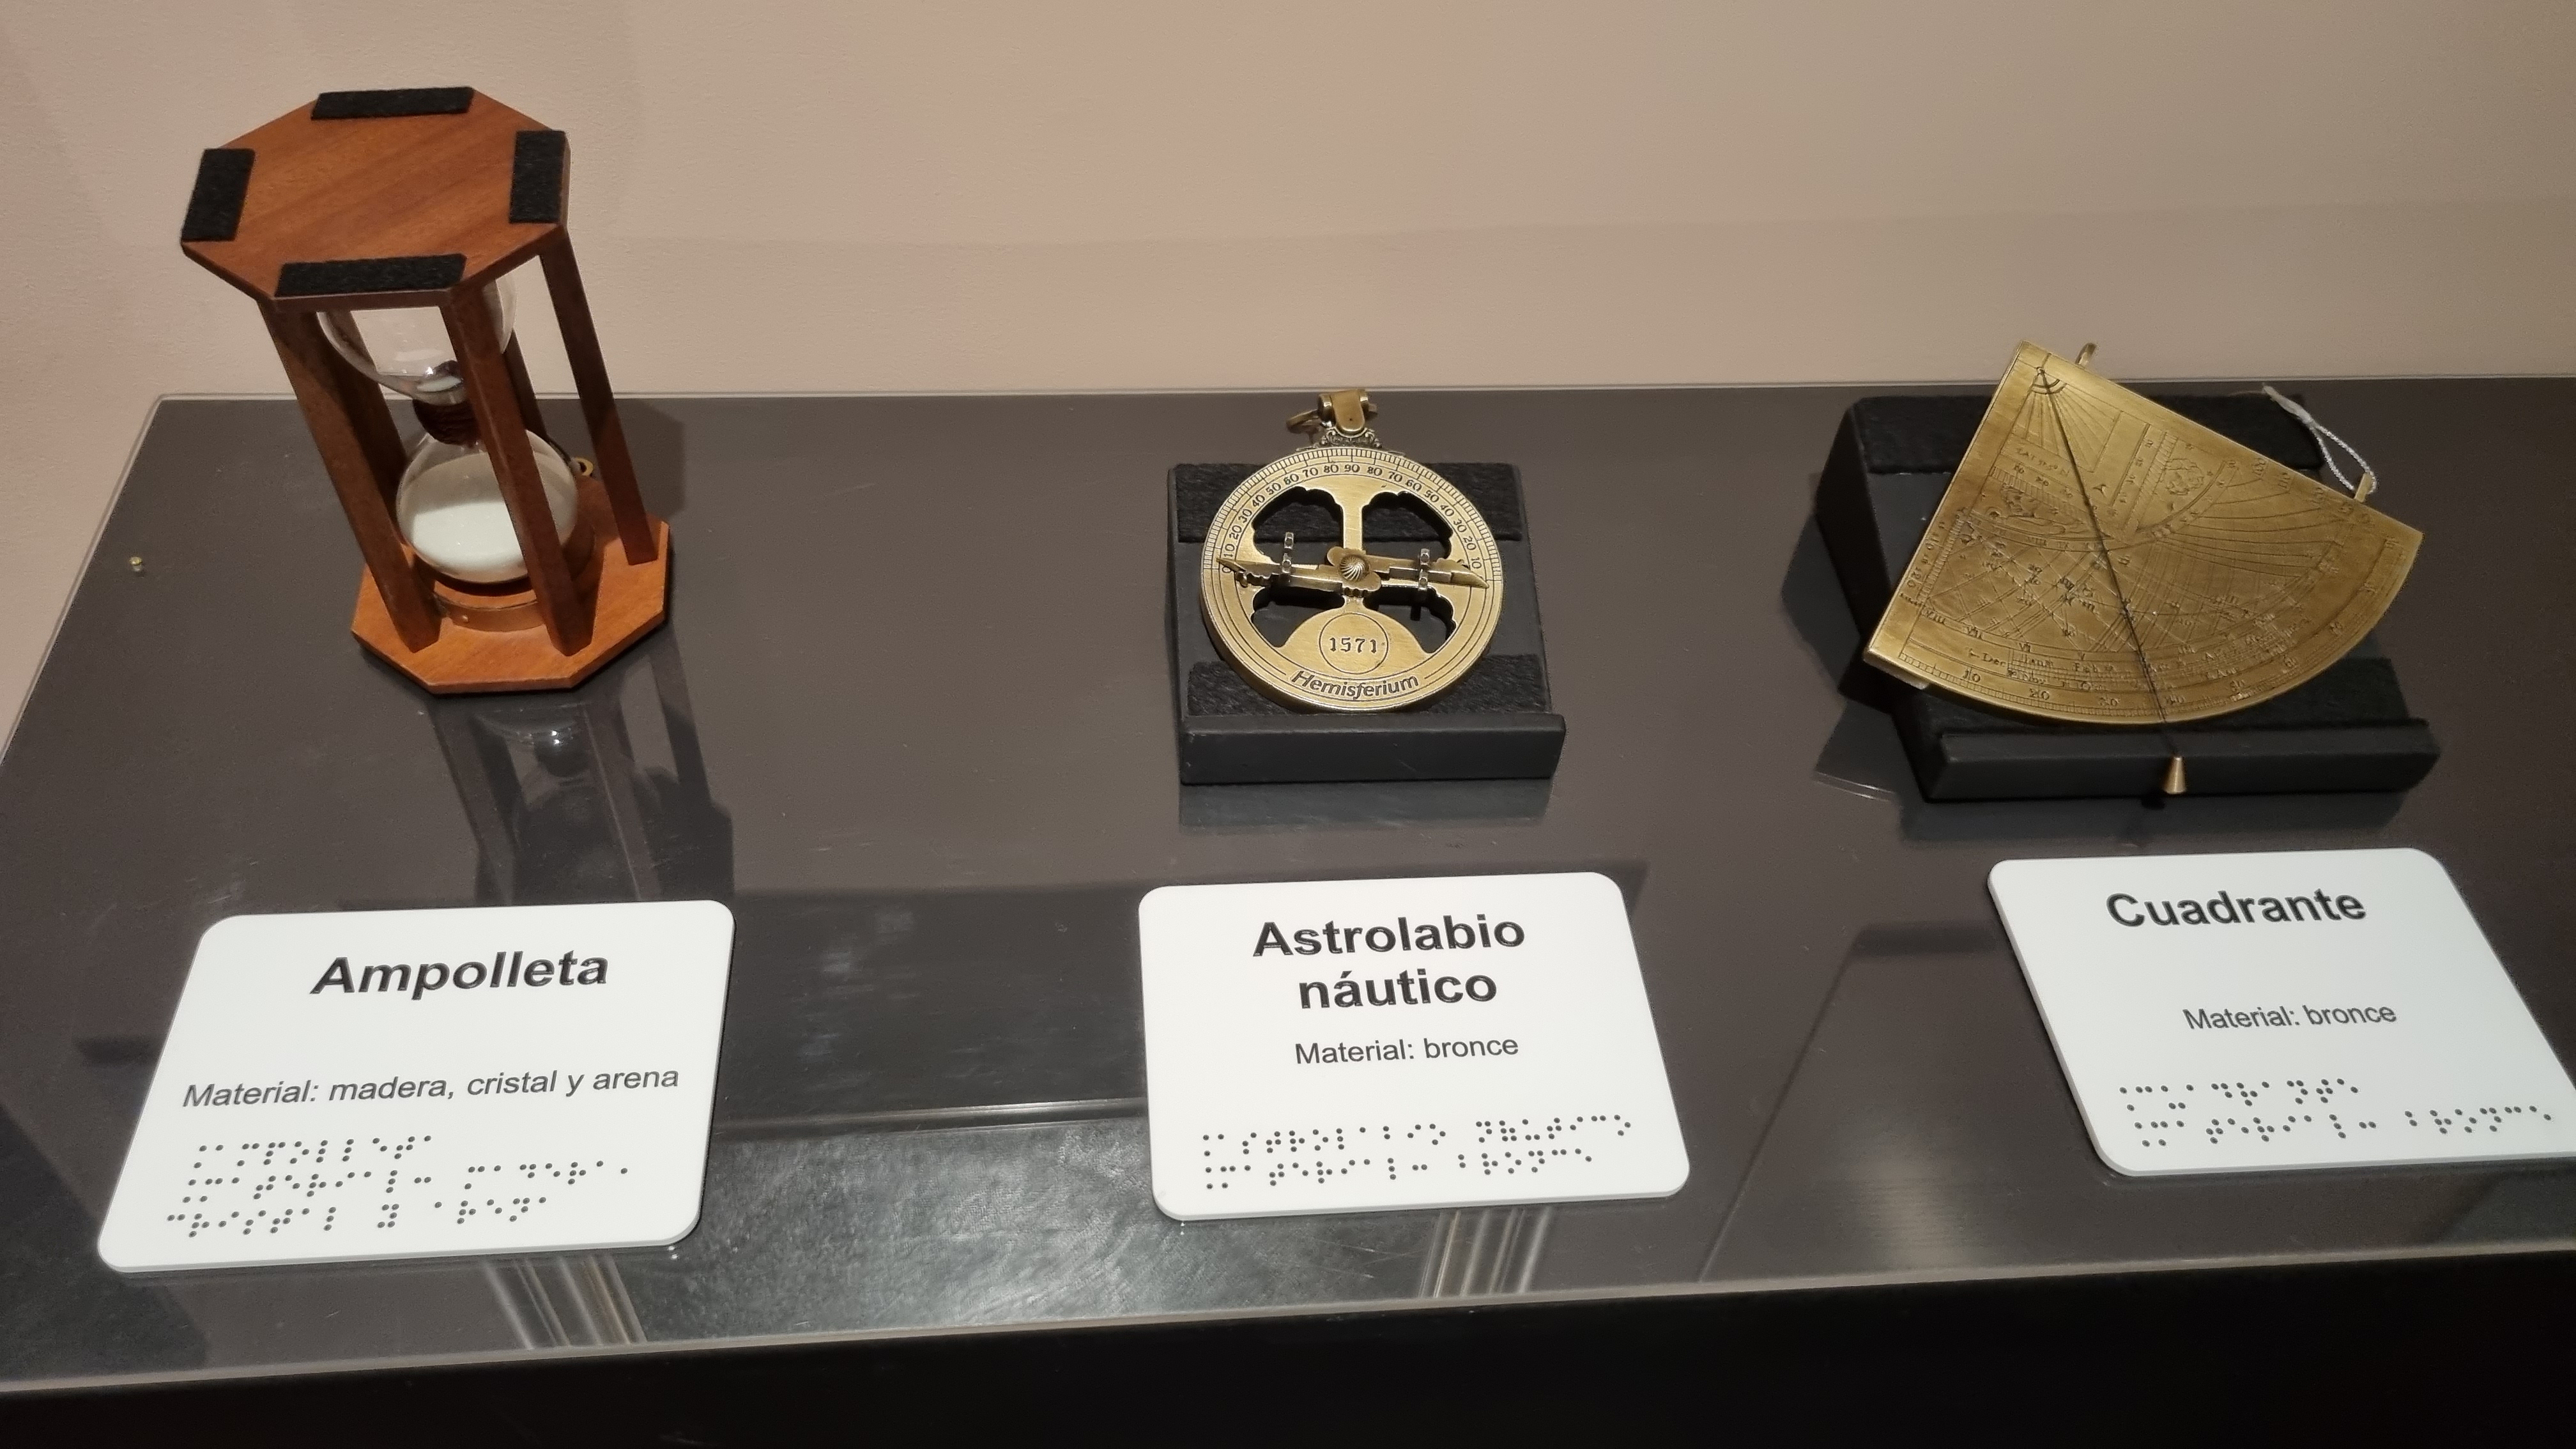 Ampolleta
Material: madera, cristal y arena
1571
Hemisferium
Astrolabio
náutico
Material: bronce
Cuadrante
Material: bronce